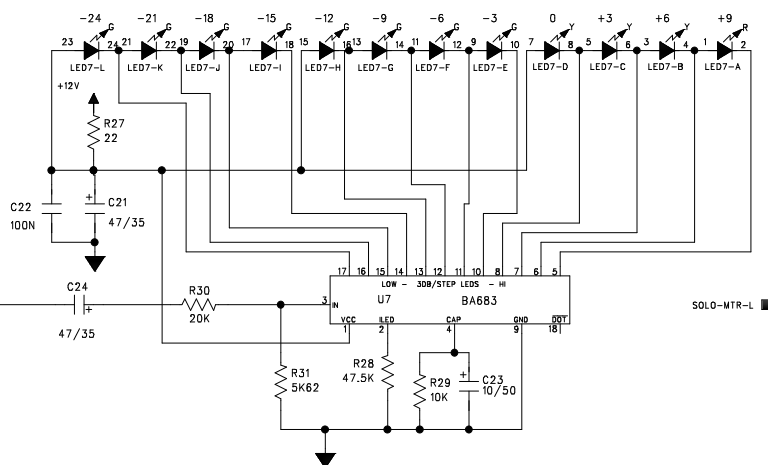 −24 −21 −18 −15 −12 −9 −6 −3 0 +3 +6 +9
G G G G G G G G Y Y Y R
23 24 21 22 19 20 17 18 15 16 13 14 11 12 9 10 7 8 5 6 3 4 1 2
LED7-L LED7-K LED7-J LED7-I LED7-H LED7-G LED7-F LED7-E LED7-D LED7-C LED7-B LED7-A
+12V
R27
22
C22
100N
C21
+
47/35
17 16 15 14 13 12 11 10 8 7 6 5
LOW - 3DB/STEP LEDS - HI
C24
+
47/35
R30
20K
3 IN
U7
BA683
SOLO-MTR-L
VCC ILED CAP GND DOT
1 2 4 9 18
R31
5K62
R28
47.5K
R29
10K
+
C23
10/50